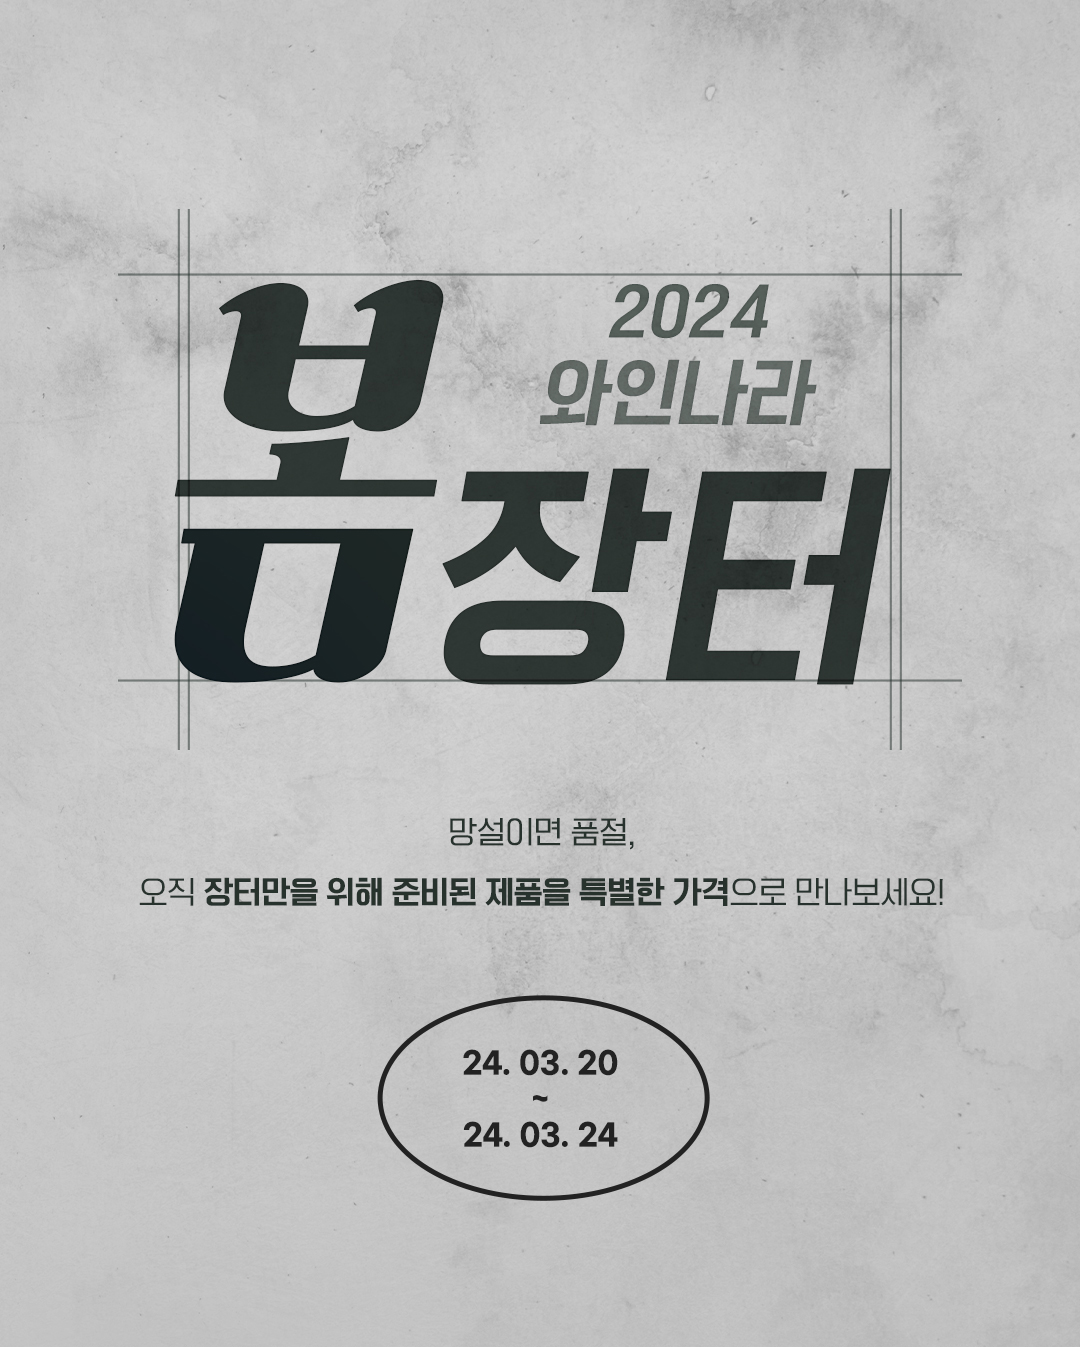 2024
와인나라
봄장터
망설이면 품절,
오직 장터만을 위해 준비된 제품을 특별한 가격으로 만나보세요!
24. 03. 20
~
24. 03. 24